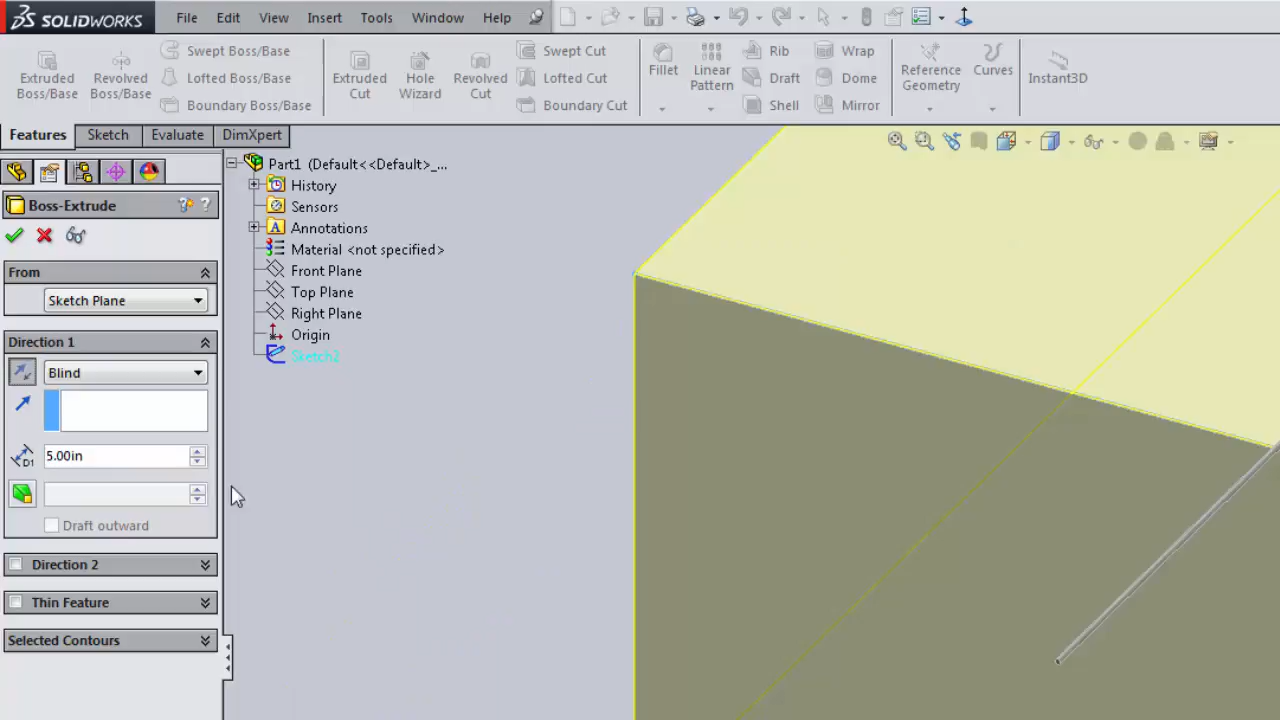 SOLIDWORKS File Edit View Insert Tools Window Help
Extruded Boss/Base
Revolved Boss/Base
Swept Boss/Base
Lofted Boss/Base
Boundary Boss/Base
Extruded Cut
Hole Wizard
Revolved Cut
Swept Cut
Lofted Cut
Boundary Cut
Fillet
Linear Pattern
Rib
Draft
Shell
Wrap
Dome
Mirror
Reference Geometry
Curves
Instant3D
Features Sketch Evaluate DimXpert
Boss-Extrude
From
Sketch Plane
Direction 1
Blind
D1
5.00in
Draft outward
Direction 2
Thin Feature
Selected Contours
Part1 (Default<<Default>_...
History
Sensors
A Annotations
Material <not specified>
Front Plane
Top Plane
Right Plane
Origin
Sketch2